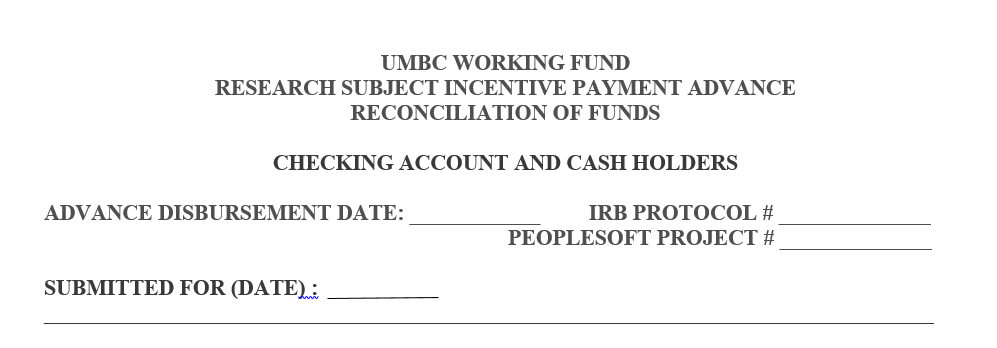 UMBC WORKING FUND
RESEARCH SUBJECT INCENTIVE PAYMENT ADVANCE
RECONCILIATION OF FUNDS
CHECKING ACCOUNT AND CASH HOLDERS
ADVANCE DISBURSEMENT DATE: ____________ IRB PROTOCOL # ______________
PEOPLESOFT PROJECT # ______________
SUBMITTED FOR (DATE) : __________